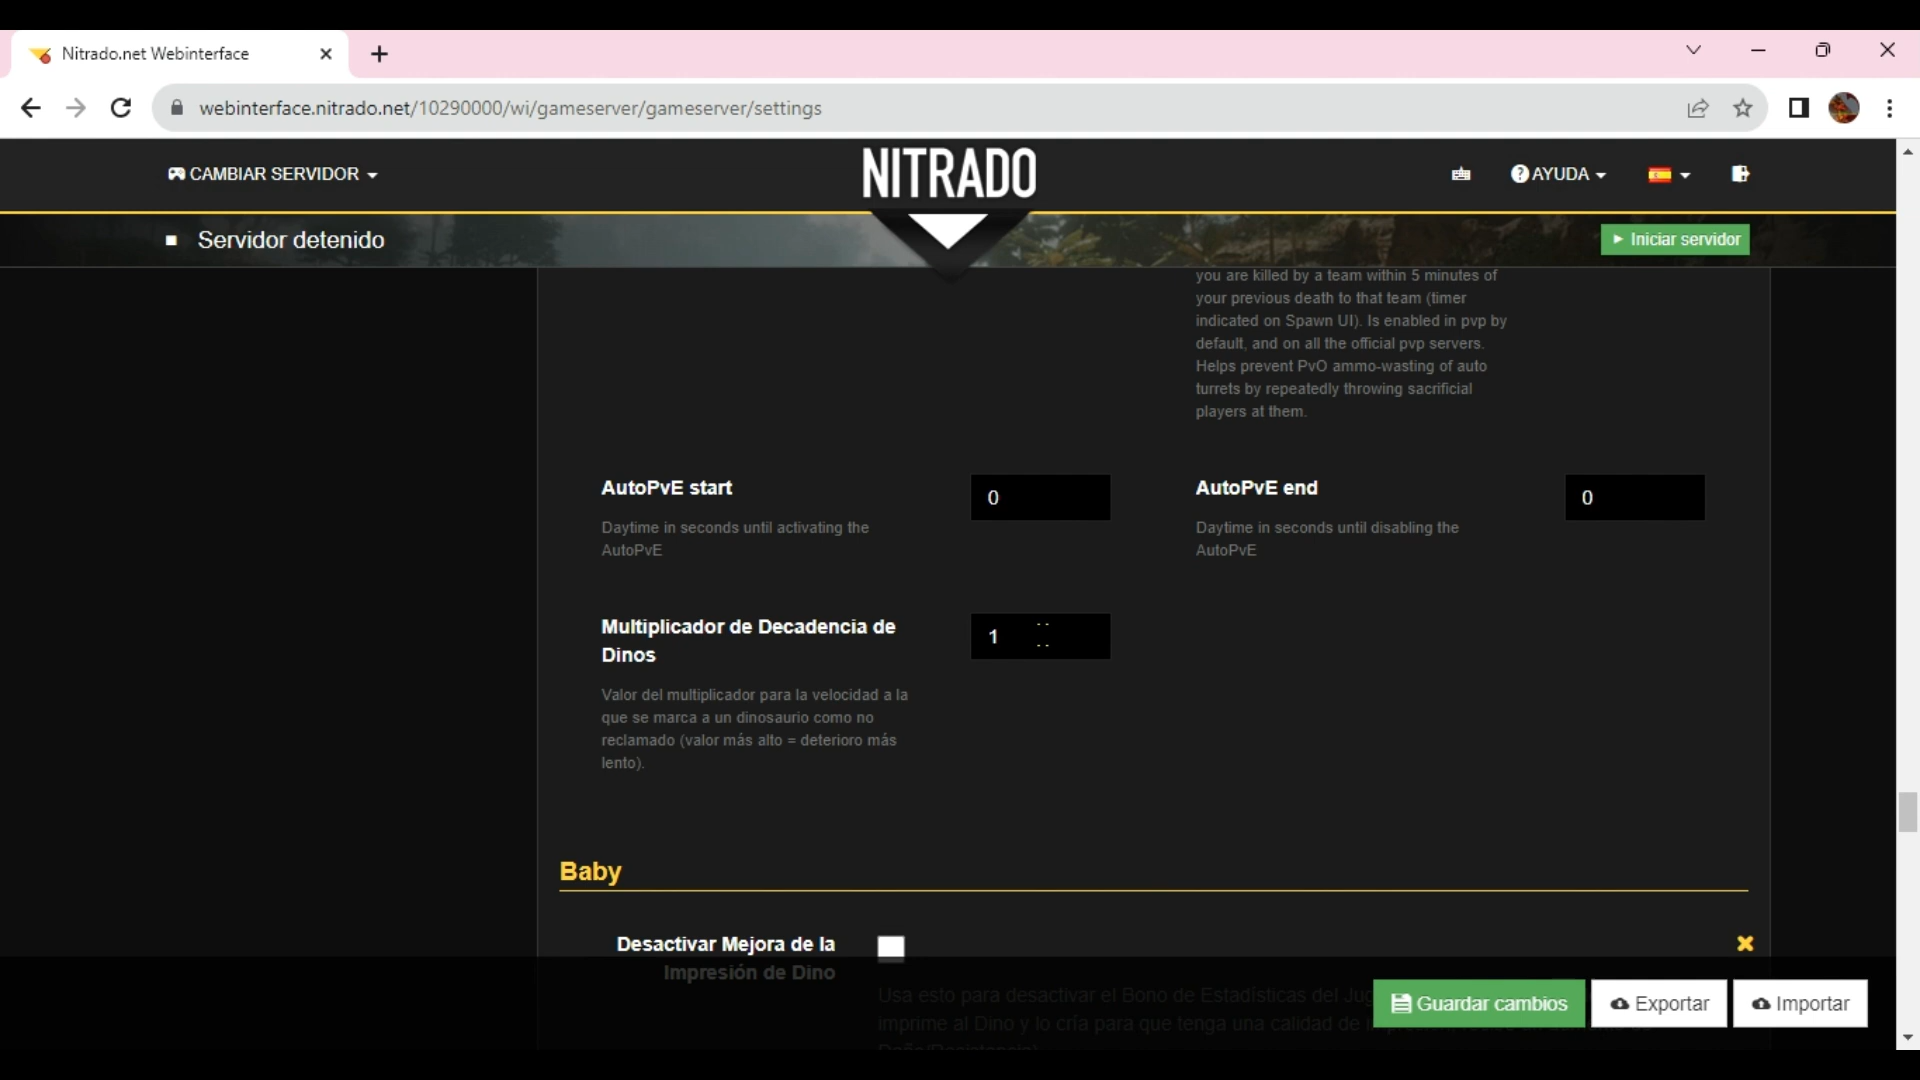 Nitrado.net Webinterface
webinterface.nitrado.net/10290000/wi/gameserver/gameserver/settings
CAMBIAR SERVIDOR
NITRADO
AYUDA
Servidor detenido
Iniciar servidor
you are killed by a team within 5 minutes of
your previous death to that team (timer
indicated on Spawn UI). Is enabled in pvp by
default, and on all the official pvp servers.
Helps prevent PvO ammo-wasting of auto
turrets by repeatedly throwing sacrificial
players at them.
AutoPvE start
0
Daytime in seconds until activating the
AutoPvE
AutoPvE end
0
Daytime in seconds until disabling the
AutoPvE
Multiplicador de Decadencia de
Dinos
1
Valor del multiplicador para la velocidad a la
que se marca a un dinosaurio como no
reclamado (valor más alto = deterioro más
lento).
Baby
Desactivar Mejora de la
Impresión de Dino
Usa esto para desactivar el Bono de Estadísticas del
imprime al Dino y lo cría para que tenga una calidad de
Guardar cambios
Exportar
Importar